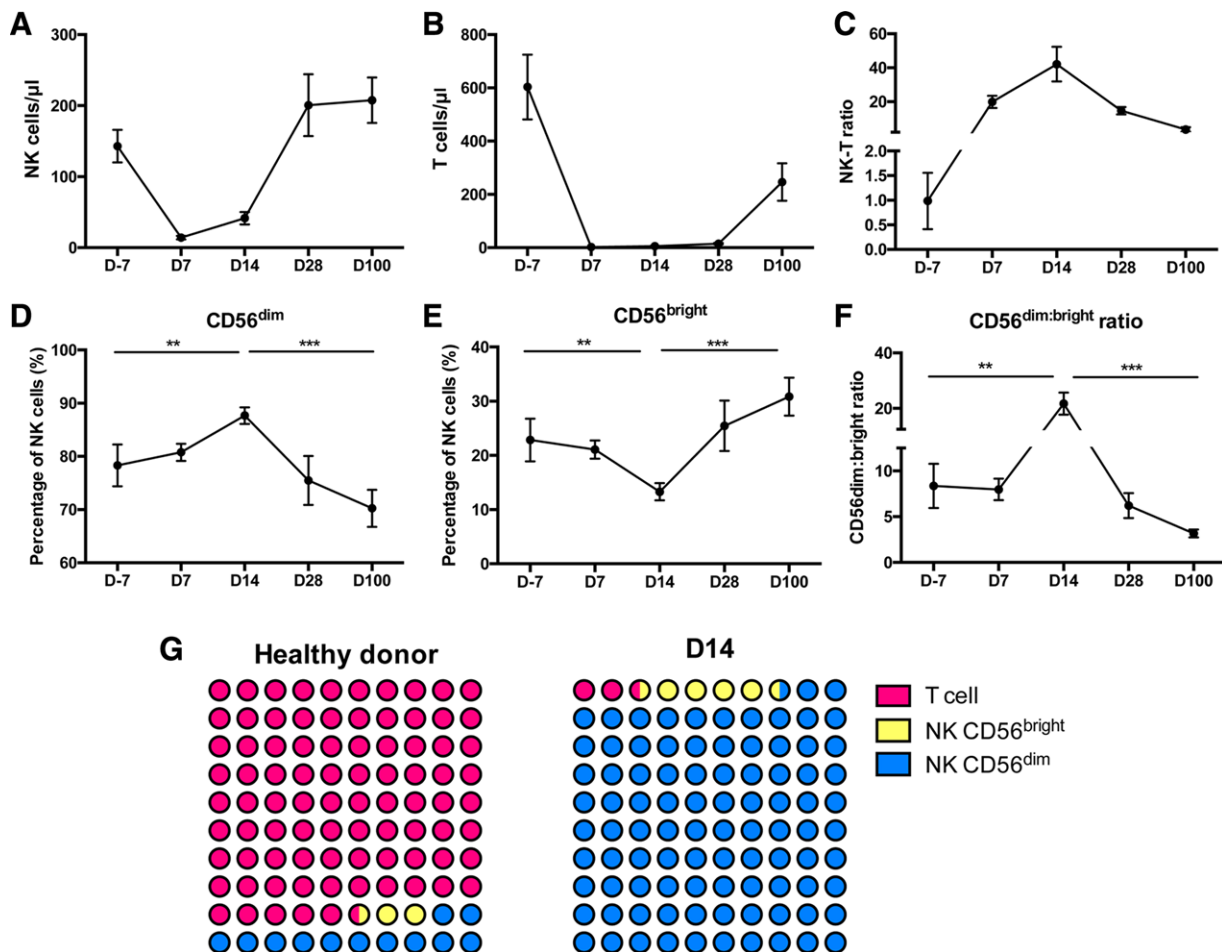 A
NK cells/µl
300
200
100
0
D-7 D7 D14 D28 D100
B
T cells/µl
800
600
400
200
0
D-7 D7 D14 D28 D100
C
NK-T ratio
60
40
20
2.0
1.5
1.0
0.5
0.0
D-7 D7 D14 D28 D100
D
CD56dim
Percentage of NK cells (%)
100
90
80
70
60
** ***
D-7 D7 D14 D28 D100
E
CD56bright
Percentage of NK cells (%)
40
30
20
10
0
** ***
D-7 D7 D14 D28 D100
F
CD56dim:bright ratio
CD56dim:bright ratio
40
20
10
5
0
** ***
D-7 D7 D14 D28 D100
G
Healthy donor
D14
T cell
NK CD56bright
NK CD56dim